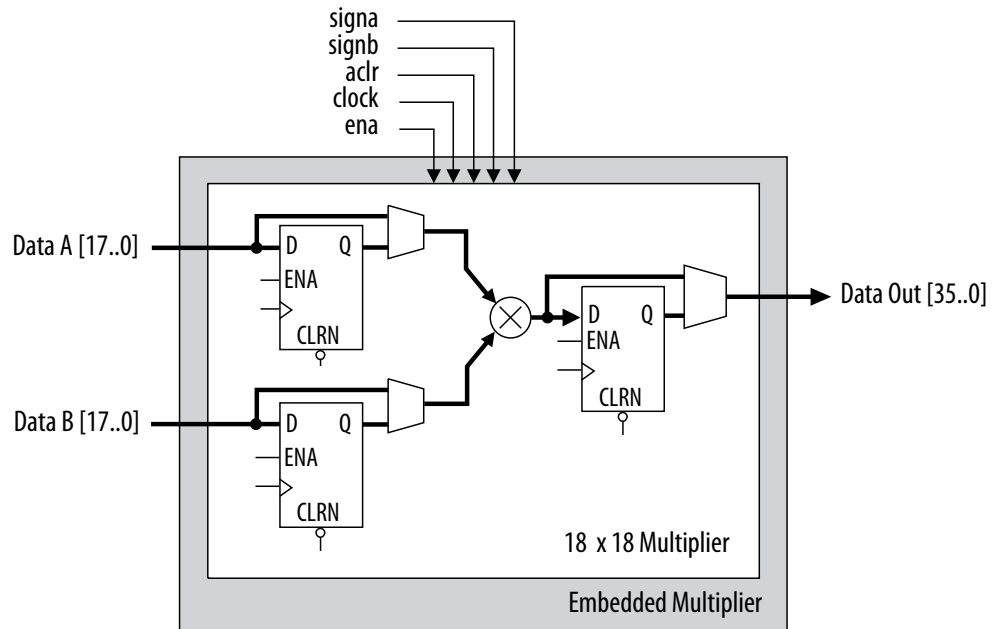 signa
signb
aclr
clock
ena
Data A [17..0]
D Q
ENA
CLRN
Data B [17..0]
D Q
ENA
CLRN
D Q
ENA
CLRN
Data Out [35..0]
18 x 18 Multiplier
Embedded Multiplier